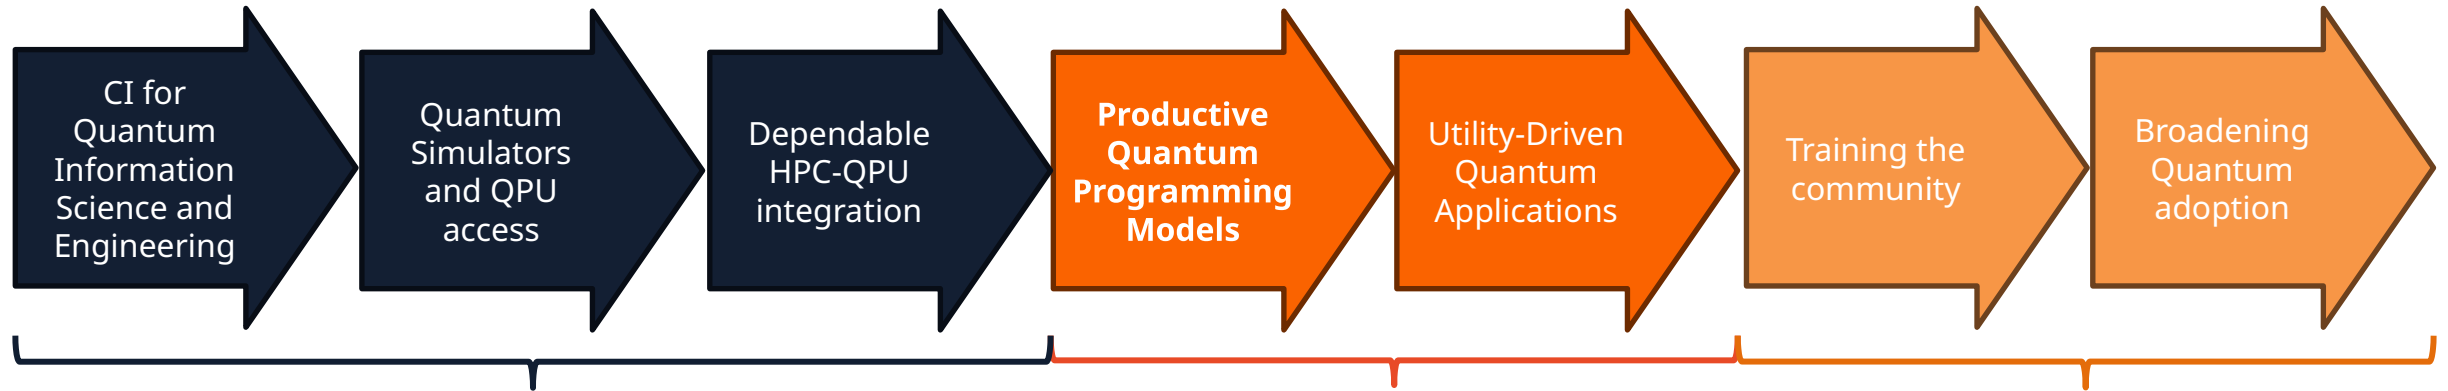 CI for
Quantum
Information
Science and
Engineering
Quantum
Simulators
and QPU
access
Dependable
HPC-QPU
integration
Productive
Quantum
Programming
Models
Utility-Driven
Quantum
Applications
Training the
community
Broadening
Quantum
adoption